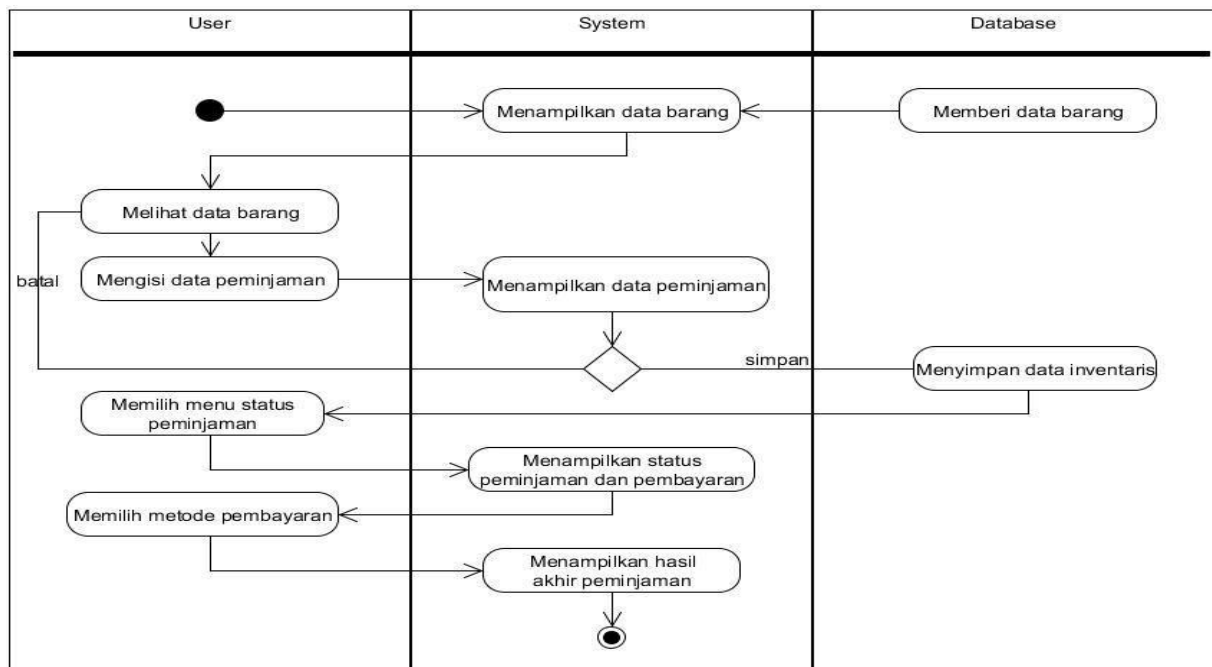 User
System
Database
Menampilkan data barang
Memberi data barang
Melihat data barang
batal
Mengisi data peminjaman
Menampilkan data peminjaman
simpan
Menyimpan data inventaris
Memilih menu status
peminjaman
Menampilkan status
peminjaman dan pembayaran
Memilih metode pembayaran
Menampilkan hasil
akhir peminjaman